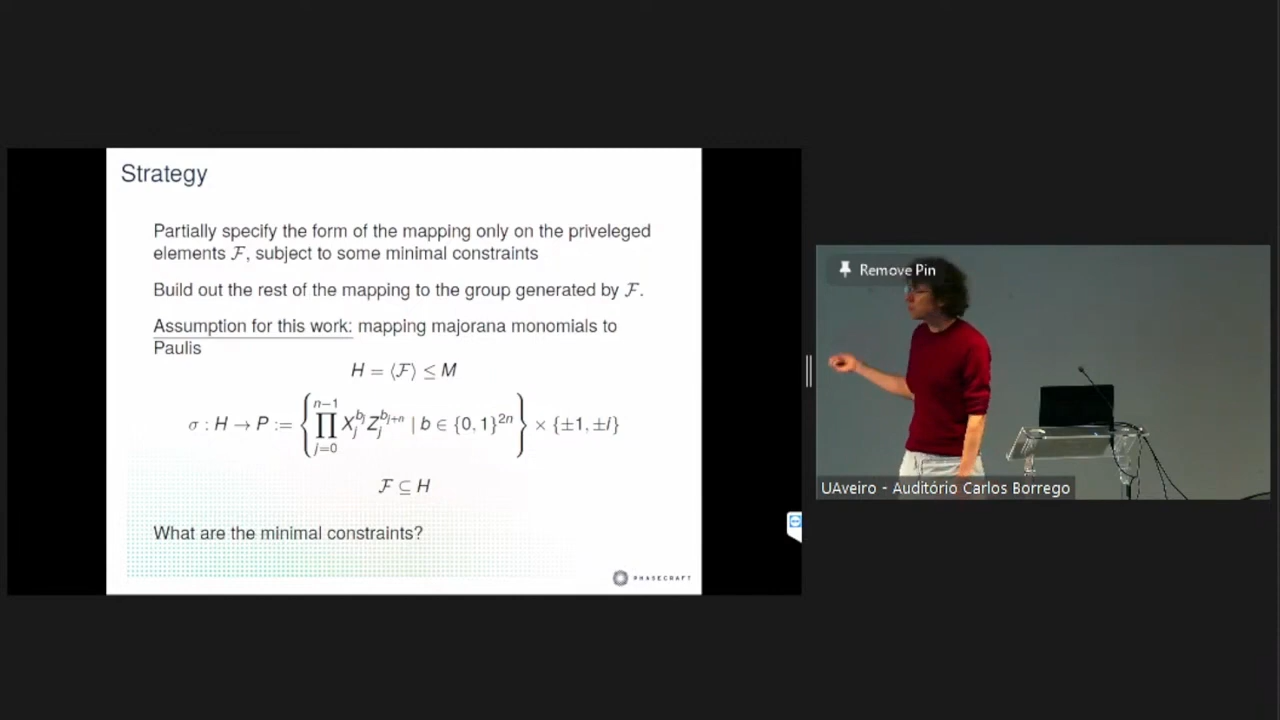 Strategy
Partially specify the form of the mapping only on the priveleged
elements ℱ, subject to some minimal constraints
Build out the rest of the mapping to the group generated by ℱ.
Assumption for this work: mapping majorana monomials to
Paulis
H = ⟨ℱ⟩ ≤ M
σ : H → P := { ∏_{j=0}^{n−1} X_j^{b_j} Z_j^{b_{j+n}} | b ∈ {0, 1}^{2n} } × {±1, ±i}
ℱ ⊆ H
What are the minimal constraints?
PHASECRAFT
Remove Pin
UAveiro - Auditório Carlos Borrego